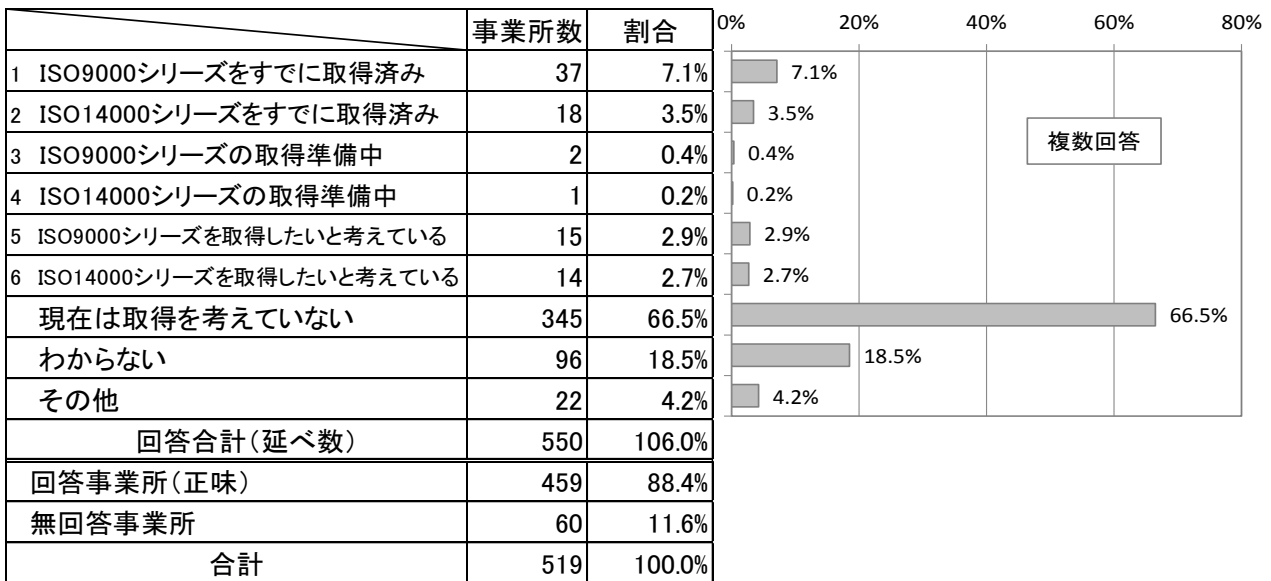 事業所数 割合
1 ISO9000シリーズをすでに取得済み 37 7.1%
2 ISO14000シリーズをすでに取得済み 18 3.5%
3 ISO9000シリーズの取得準備中 2 0.4%
4 ISO14000シリーズの取得準備中 1 0.2%
5 ISO9000シリーズを取得したいと考えている 15 2.9%
6 ISO14000シリーズを取得したいと考えている 14 2.7%
現在は取得を考えていない 345 66.5%
わからない 96 18.5%
その他 22 4.2%
回答合計(延べ数) 550 106.0%
回答事業所(正味) 459 88.4%
無回答事業所 60 11.6%
合計 519 100.0%
0% 20% 40% 60% 80%
7.1%
3.5%
複数回答
0.4%
0.2%
2.9%
2.7%
66.5%
18.5%
4.2%